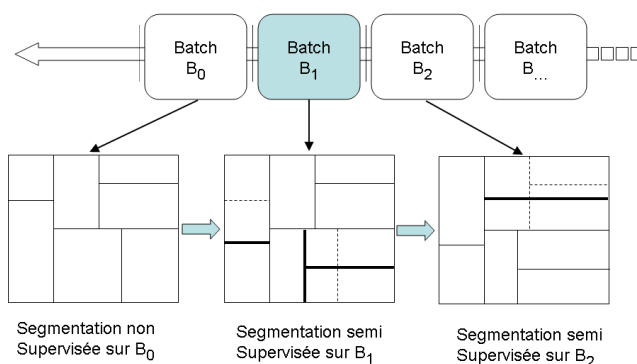 Batch
B0
Batch
B1
Batch
B2
Batch
B...
Segmentation non
Supervisée sur B0
Segmentation semi
Supervisée sur B1
Segmentation semi
Supervisée sur B2